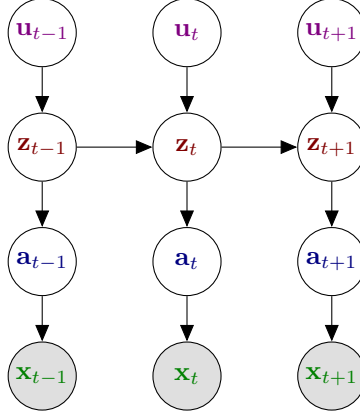 u_{t−1} u_t u_{t+1}
z_{t−1} z_t z_{t+1}
a_{t−1} a_t a_{t+1}
x_{t−1} x_t x_{t+1}